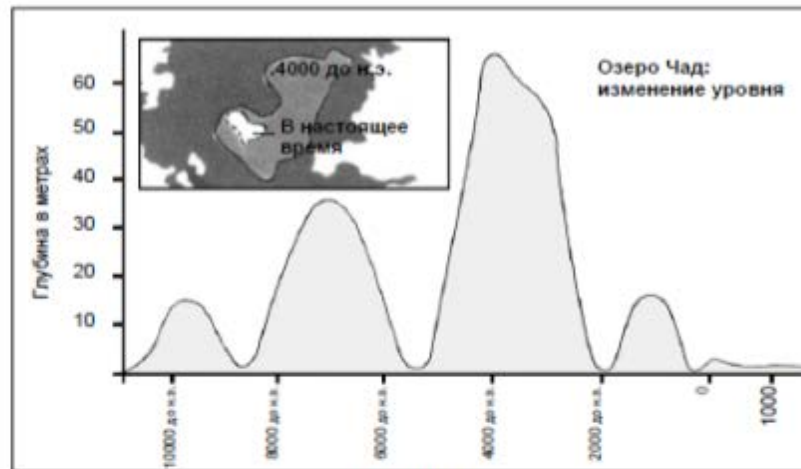 Озеро Чад:
изменение уровня
.4000 до н.э.
В настоящее
время
Глубина в метрах
60
50
40
30
20
10
10000 до н.э.
8000 до н.э.
6000 до н.э.
4000 до н.э.
2000 до н.э.
0
1000